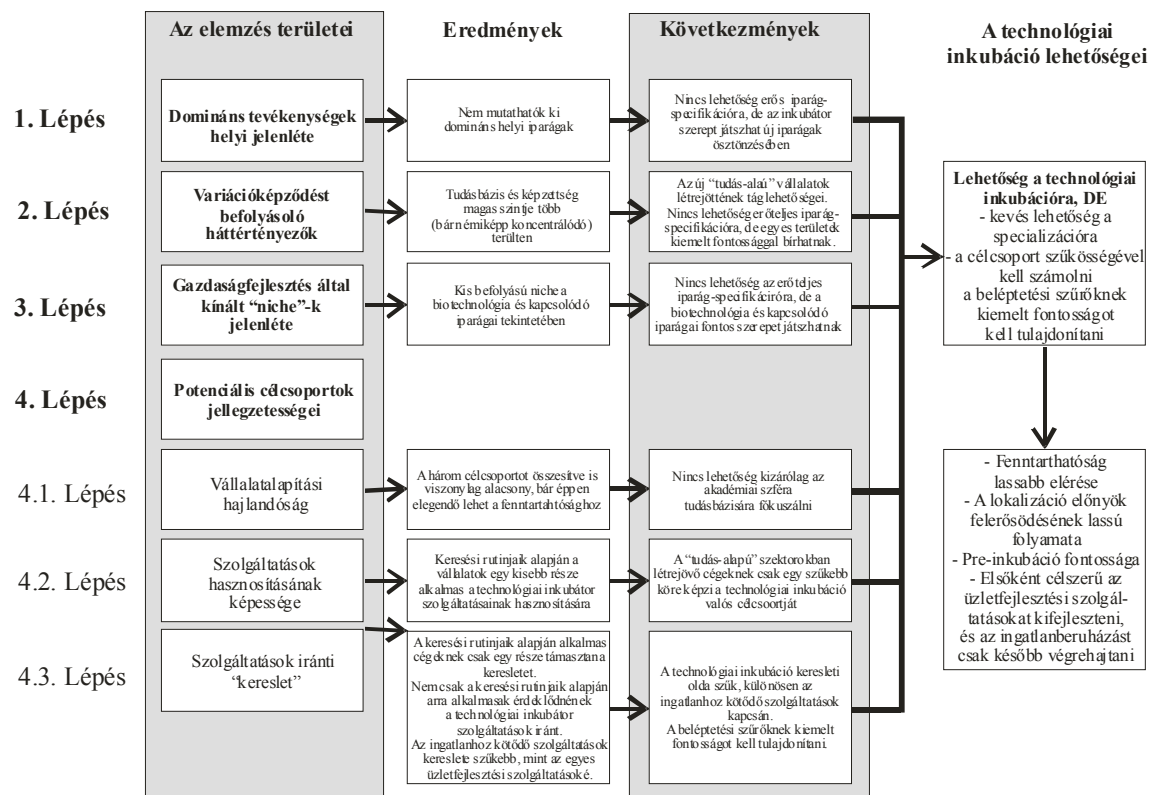 Az elemzés területei
Eredmények
Következmények
A technológiai
inkubáció lehetőségei
1. Lépés
Domináns tevékenységek
helyi jelenléte
Nem mutathatók ki
domináns helyi iparágak
Nincs lehetőség erős iparág-
specifikációra, de az inkubátor
szerept játszhat új iparágak
ösztönzésében
2. Lépés
Variációképződést
befolyásoló
háttértényezők
Tudásbázis és képzettség
magas szintje több
(bár némiképp koncentrálódó)
terülten
Az új “tudás-alaú” vállalatok
létrejöttének tág lehetőségei.
Nincs lehetőség erőteljes iparág-
specifikációra, de egyes területek
kiemelt fontossággal bírhatnak.
3. Lépés
Gazdaságfejlesztés által
kínált “niche”-k
jelenléte
Kis befolyású niche a
biotechnológia és kapcsolódó
iparágai tekintetében
Nincs lehetőség az erőteljes
iparág-specifikáciróra, de a
biotechnológia és kapcsolódó
iparágai fontos szerepet játszhatnak
Lehetőség a technológiai
inkubációra, DE
- kevés lehetőség a
specializációra
- a célcsoport szűkösségével
kell számolni
a beléptetési szűrőknek
kiemelt fontosságot
kell tulajdonítani
4. Lépés
Potenciális célcsoportok
jellegzetességei
4.1. Lépés
Vállalatalapítási
hajlandóság
A három célcsoportot összesítve is
viszonylag alacsony, bár éppen
elegendő lehet a fenntartahtósághoz
Nincs lehetőség kizárólag az
akadémiai szféra
tudásbázisára fókuszálni
4.2. Lépés
Szolgáltatások
hasznosításának
képessége
Keresési rutinjaik alapján a
vállalatok egy kisebb része
alkalmas a technológiai inkubátor
szolgáltatásainak hasznosítására
A “tudás-alapú” szektorokban
létrejövő cégeknek csak egy szűkebb
köre képzi a technológiai inkubáció
valós célcsoortját
4.3. Lépés
Szolgáltatások iránti
“kereslet”
A keresési rutinjaik alapján alkalmas
cégeknek csak egy része támasztana
keresletet.
Nem csak a keresési rutinjaik alapján
arra alkalmasak érdeklődnének
a technológiai inkubátor
szolgáltatások iránt.
Az ingatlanhoz kötődő szolgáltatások
kereslete szűkebb, mint az egyes
üzletfejlesztési szolgáltatásoké.
A technológiai inkubáció keresleti
olda szűk, különösen az
ingatlanhoz kötődő szolgáltatások
kapcsán.
A beléptetési szűrőknek kiemelt
fontosságot kell tulajdonítani.
- Fenntarthatóság
lassabb elérése
- A lokalizáció előnyök
felerősödésének lassú
folyamata
- Pre-inkubáció fontossága
- Elsőként célszerű az
üzletfejlesztési szolgál-
tatásokat kifejleszteni,
és az ingatlanberuházást
csak később végrehajtani